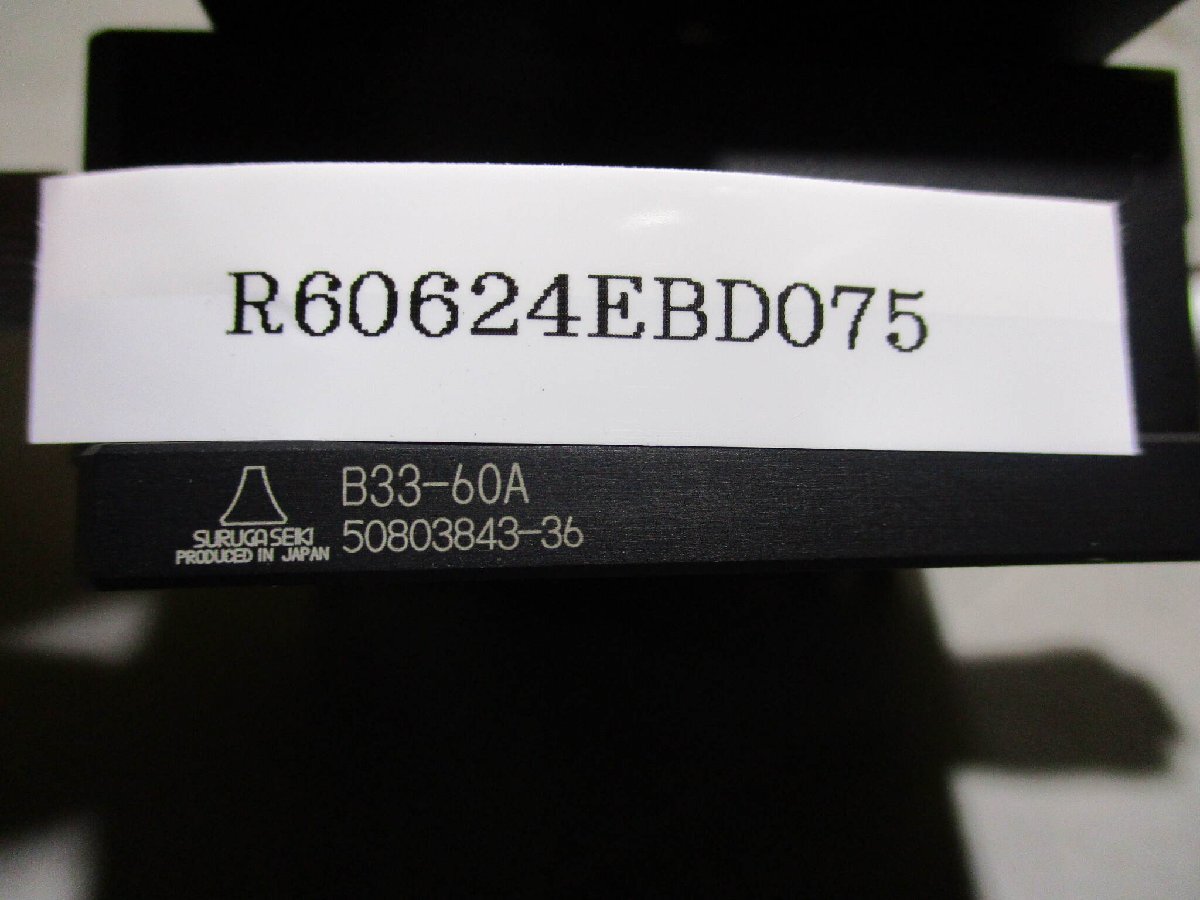 R60624EBD075
B33-60A
SURUGA SEIKI 50803843-36
PRODUCED IN JAPAN